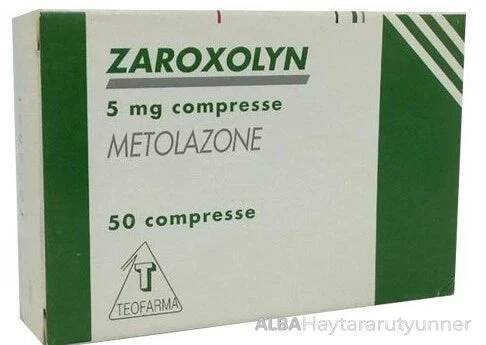 ZAROXOLYN
5 mg compresse
METOLAZONE
50 compresse
T
TEOFARMA
ALBAHaytararutyunner